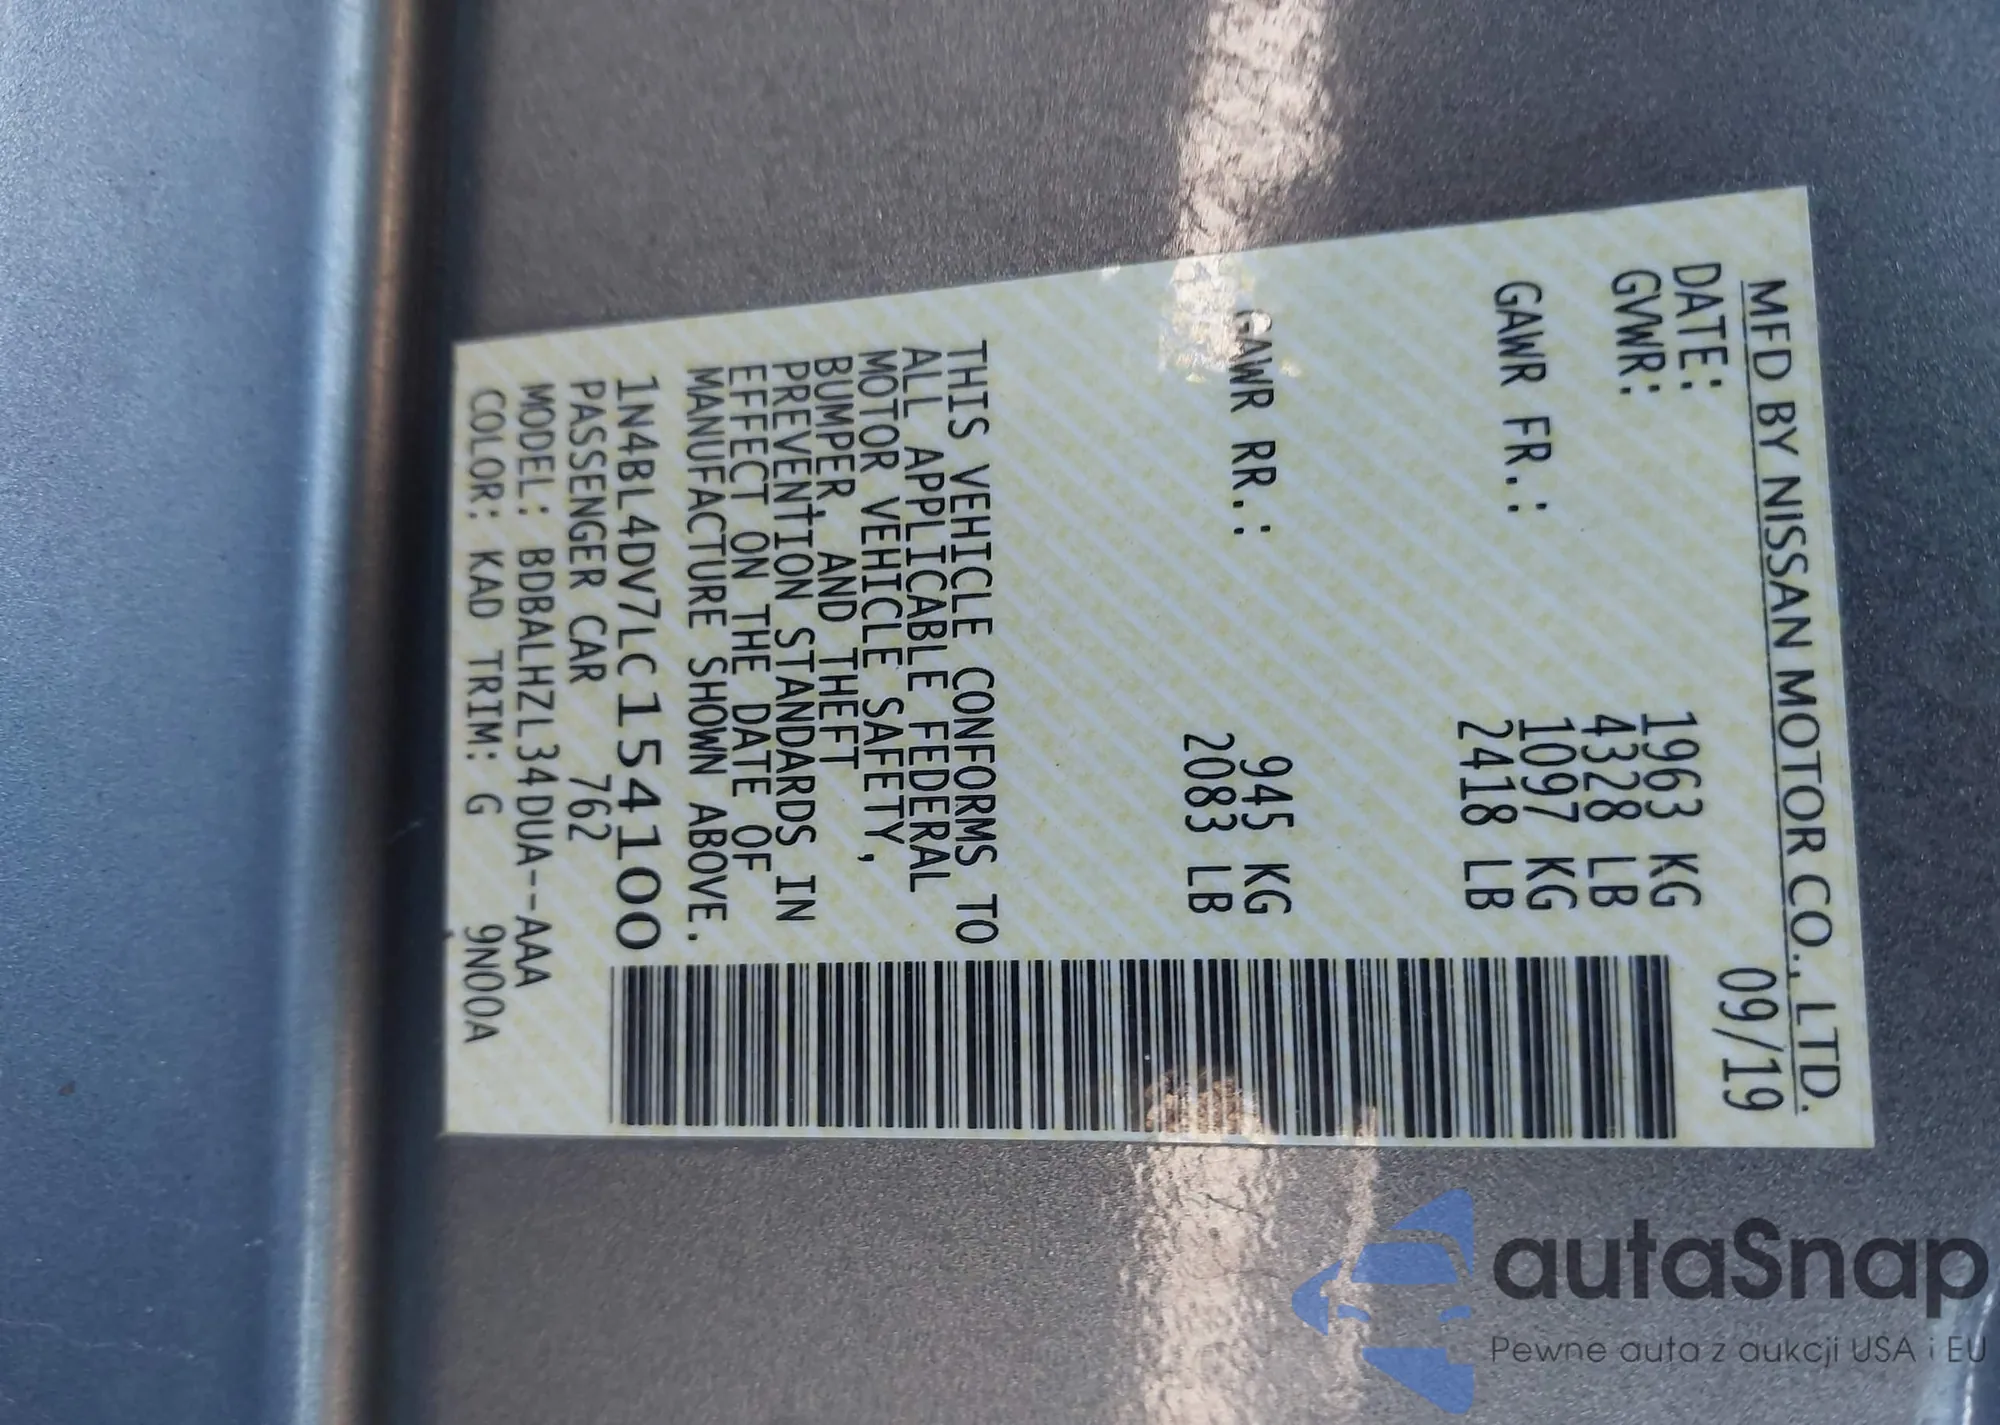 MFD BY NISSAN MOTOR CO., LTD.
DATE: 09/19
GVWR: 1963 KG
4328 LB
GAWR FR.: 1097 KG
2418 LB
GAWR RR.: 945 KG
2083 LB
THIS VEHICLE CONFORMS TO
ALL APPLICABLE FEDERAL
MOTOR VEHICLE SAFETY,
BUMPER, AND THEFT
PREVENTION STANDARDS IN
EFFECT ON THE DATE OF
MANUFACTURE SHOWN ABOVE.
1N4BL4DV7LC154100
PASSENGER CAR 762
MODEL: BDBALHZL34DUA--AAA
COLOR: KAD TRIM: G 9N00A
autaSnap
Pewne auta z aukcji USA i EU